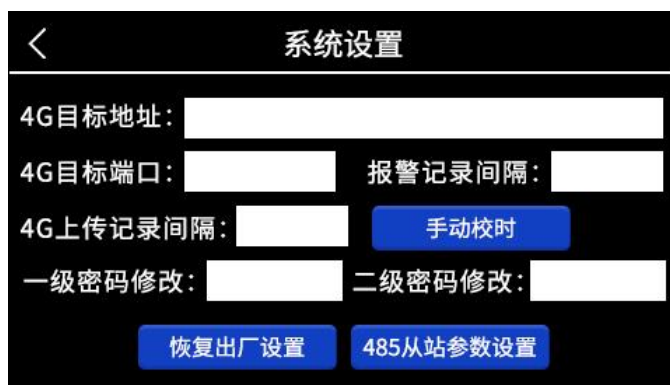 系统设置
4G目标地址：
4G目标端口： 报警记录间隔：
4G上传记录间隔： 手动校时
一级密码修改： 二级密码修改：
恢复出厂设置 485从站参数设置